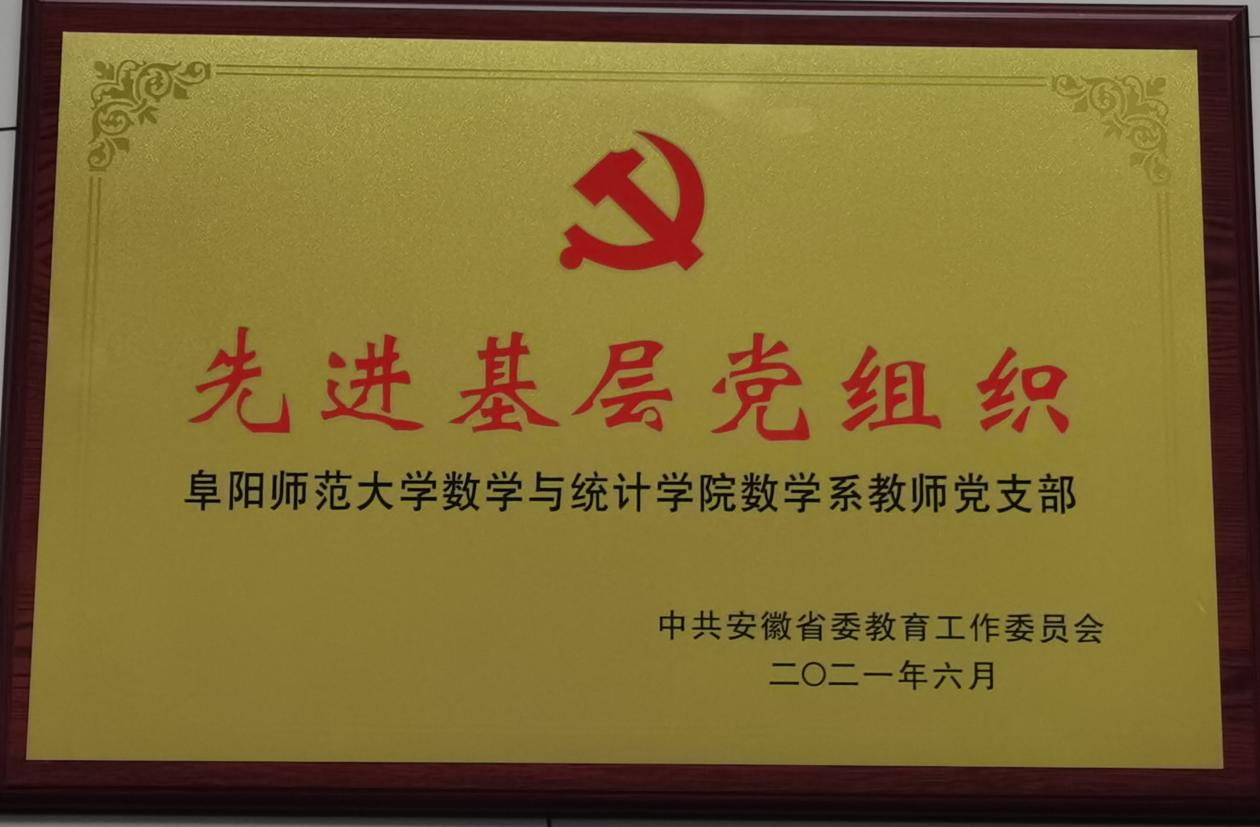 先进基层党组织
阜阳师范大学数学与统计学院数学系教师党支部
中共安徽省委教育工作委员会
二〇二一年六月